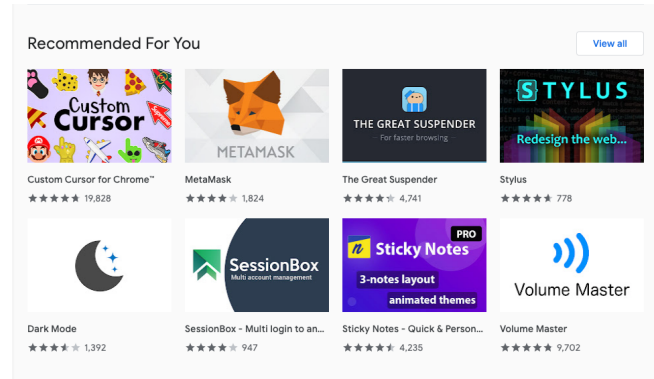 Recommended For You
View all
Custom
Cursor
METAMASK
THE GREAT SUSPENDER
For faster browsing
STYLUS
Redesign the web...
Custom Cursor for Chrome™
MetaMask
The Great Suspender
Stylus
19,828
1,824
4,741
778
SessionBox
Multi account management
PRO
n Sticky Notes
3-notes layout
animated themes
Volume Master
Dark Mode
SessionBox - Multi login to an...
Sticky Notes - Quick & Person...
Volume Master
1,392
947
4,235
9,702